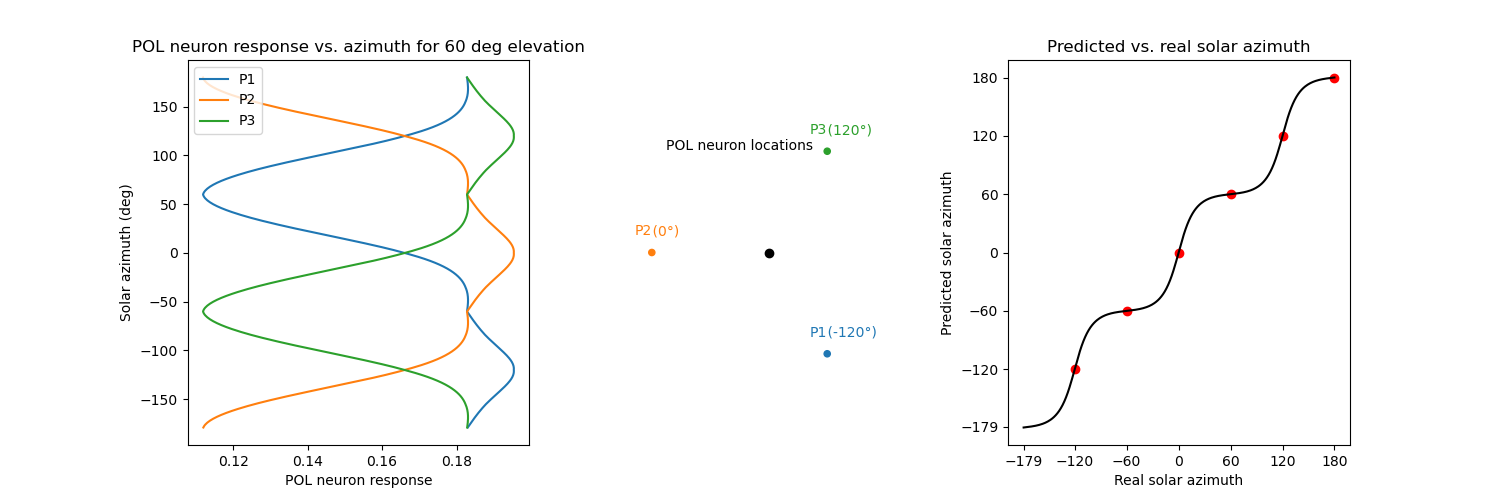 POL neuron response vs. azimuth for 60 deg elevation
P1
P2
P3
150
100
50
0
−50
−100
−150
Solar azimuth (deg)
0.12 0.14 0.16 0.18
POL neuron response
P3(120°)
POL neuron locations
P2(0°)
P1(-120°)
Predicted vs. real solar azimuth
180
120
60
0
−60
−120
−179
Predicted solar azimuth
−179 −120 −60 0 60 120 180
Real solar azimuth